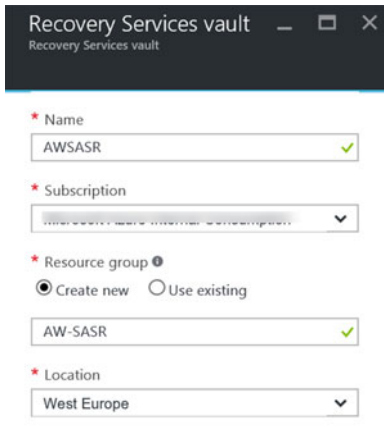 Recovery Services vault
Recovery Services vault
* Name
AWSASR
* Subscription
* Resource group
Create new Use existing
AW-SASR
* Location
West Europe